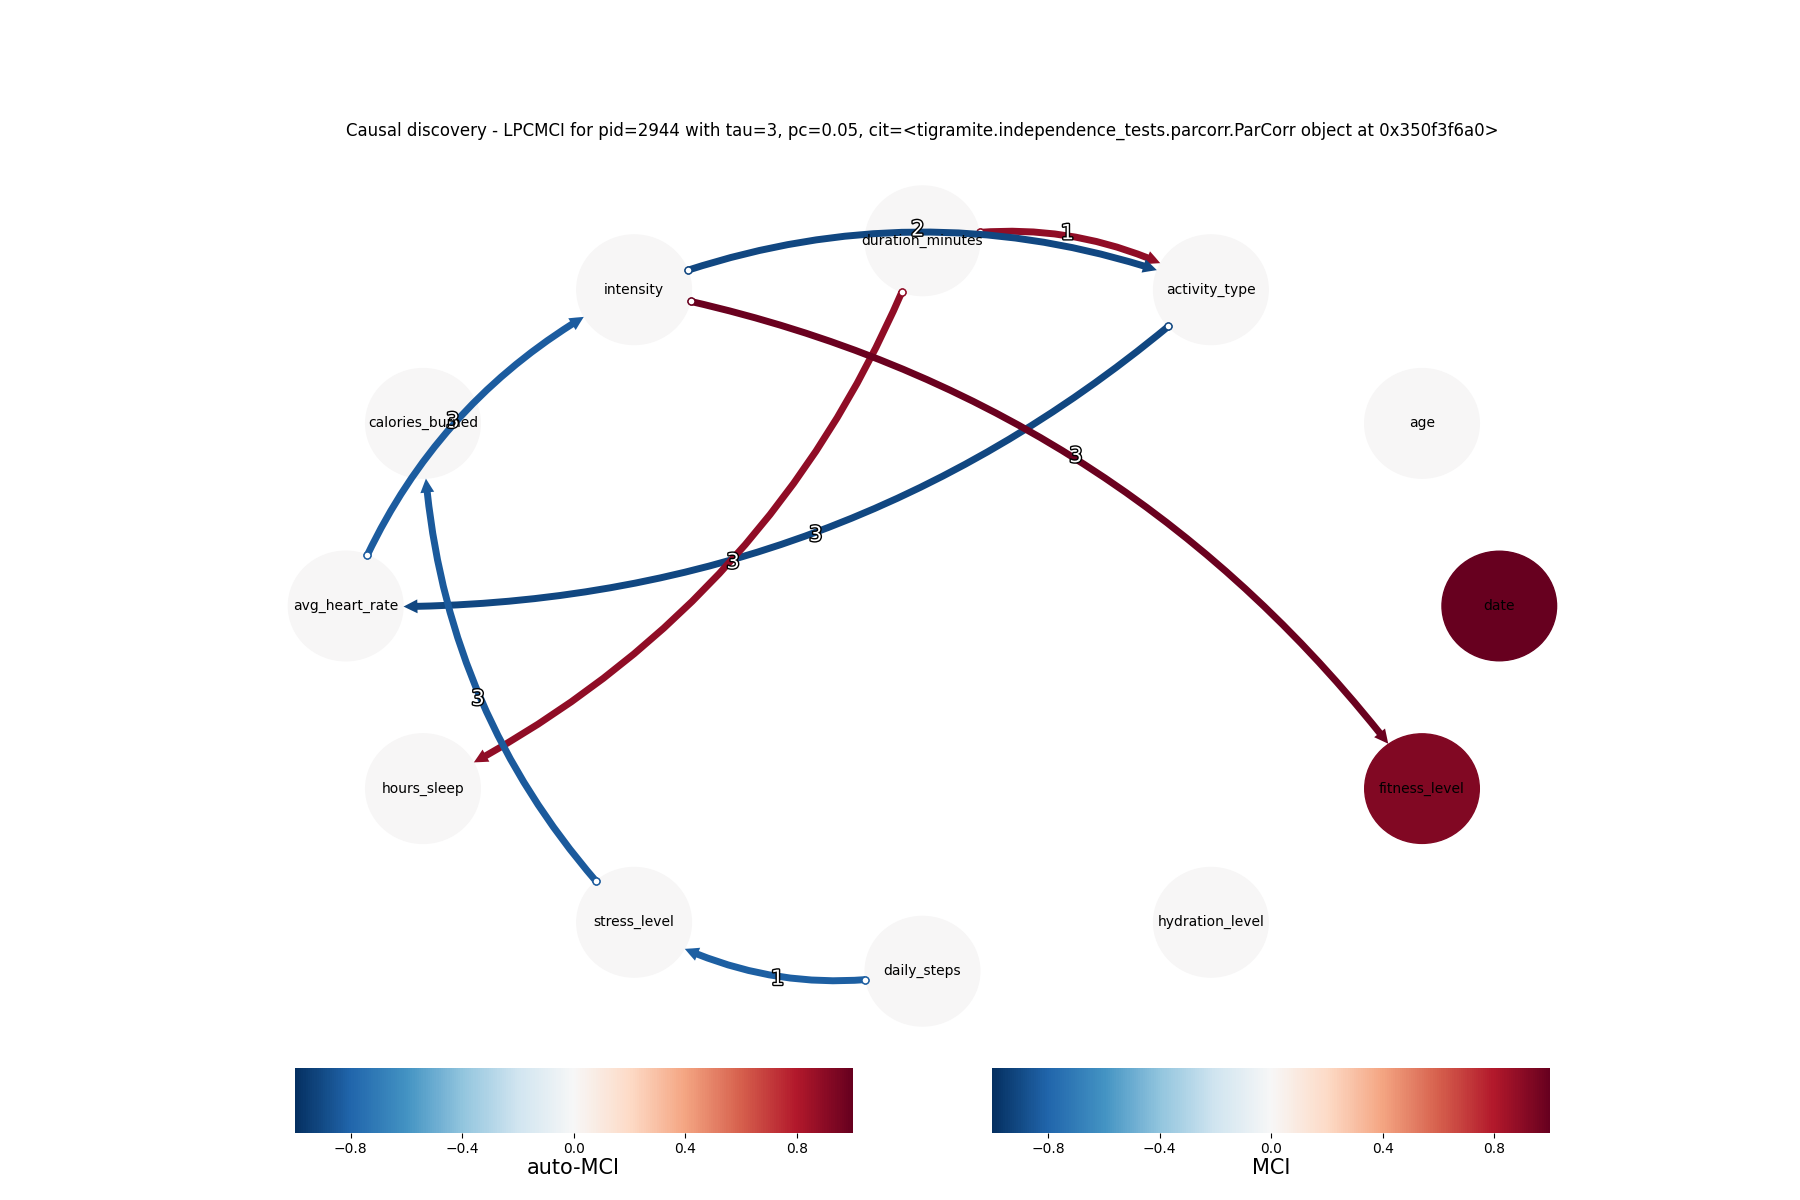 Causal discovery - LPCMCI for pid=2944 with tau=3, pc=0.05, cit=<tigramite.independence_tests.parcorr.ParCorr object at 0x350f3f6a0>
2
1
duration_minutes
intensity
activity_type
3
calories_burned
age
3
3
3
avg_heart_rate
date
3
hours_sleep
fitness_level
stress_level
hydration_level
daily_steps
1
−0.8 −0.4 0.0 0.4 0.8
auto-MCI
−0.8 −0.4 0.0 0.4 0.8
MCI